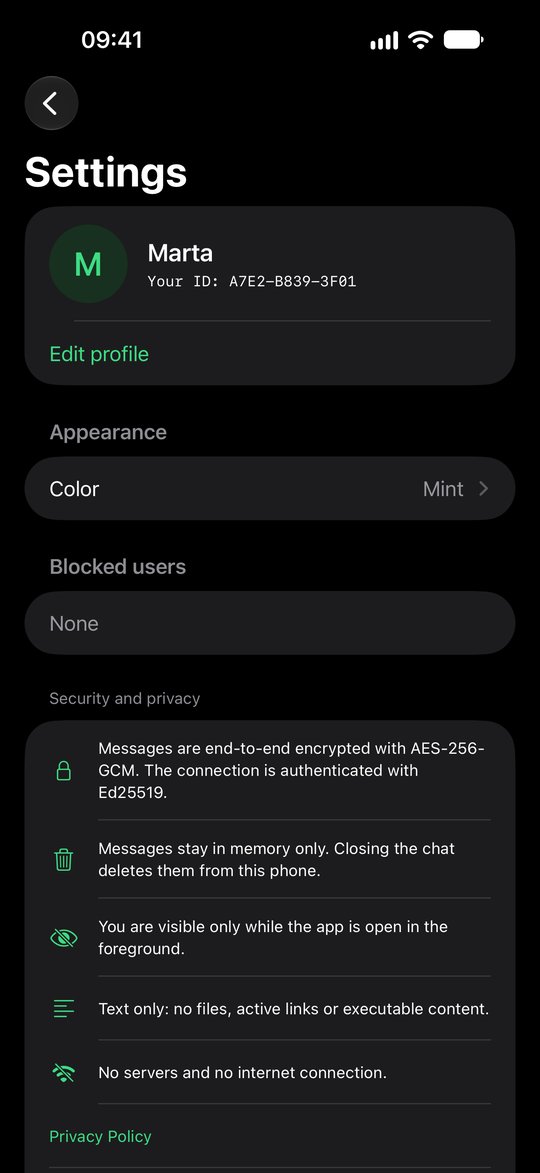 09:41
Settings
M
Marta
Your ID: A7E2-B839-3F01
Edit profile
Appearance
Color
Mint
Blocked users
None
Security and privacy
Messages are end-to-end encrypted with AES-256-
GCM. The connection is authenticated with
Ed25519.
Messages stay in memory only. Closing the chat
deletes them from this phone.
You are visible only while the app is open in the
foreground.
Text only: no files, active links or executable content.
No servers and no internet connection.
Privacy Policy